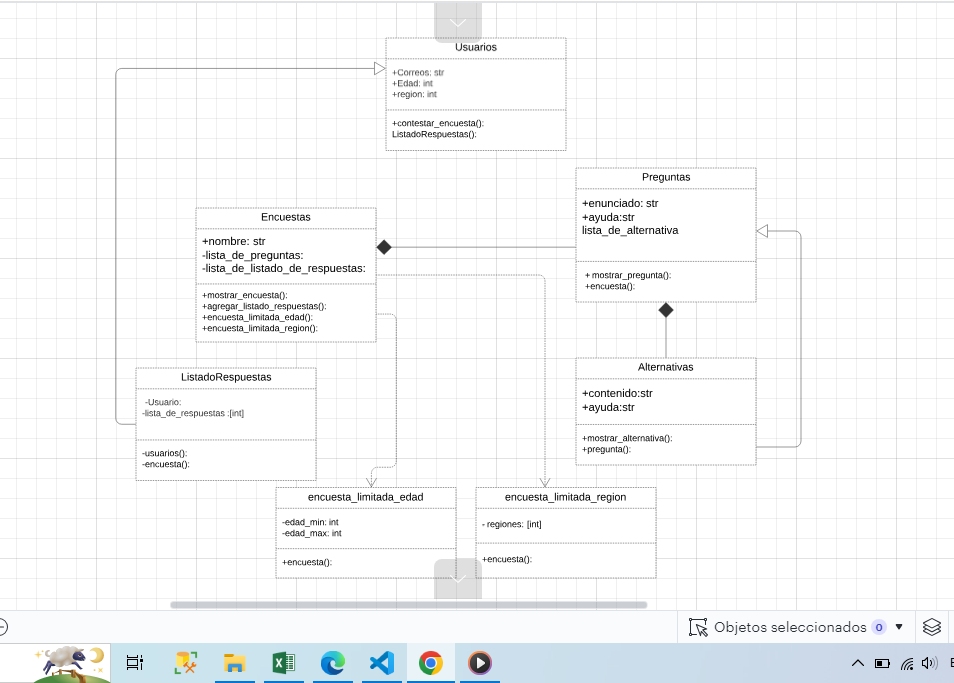 Usuarios
+Correos: str
+Edad: int
+region: int
+contestar_encuesta():
ListadoRespuestas():
Preguntas
+enunciado: str
+ayuda:str
lista_de_alternativa
+ mostrar_pregunta():
+encuesta():
Encuestas
+nombre: str
-lista_de_preguntas:
-lista_de_listado_de_respuestas:
+mostrar_encuesta():
+agregar_listado_respuestas():
+encuesta_limitada_edad():
+encuesta_limitada_region():
ListadoRespuestas
-Usuario:
-lista_de_respuestas :[int]
-usuarios():
-encuesta():
Alternativas
+contenido:str
+ayuda:str
+mostrar_alternativa():
+pregunta():
encuesta_limitada_edad
-edad_min: int
-edad_max: int
+encuesta():
encuesta_limitada_region
- regiones: [int]
+encuesta():
Objetos seleccionados 0